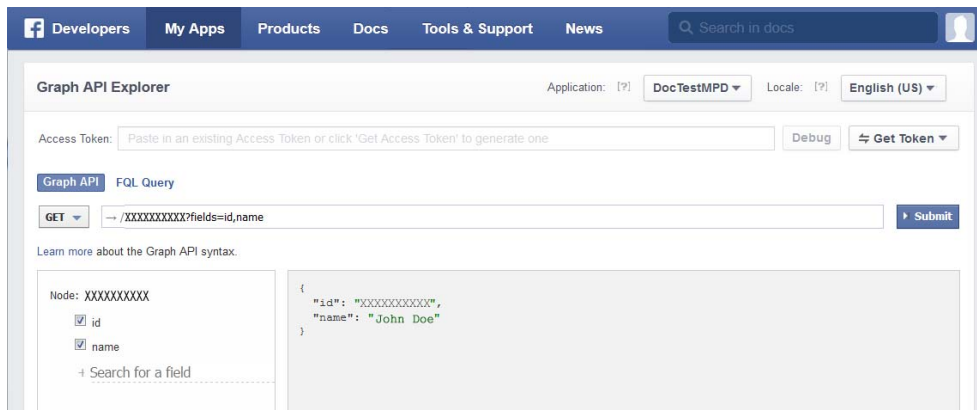 Developers My Apps Products Docs Tools & Support News Search in docs
Graph API Explorer Application: [?] DocTestMPD Locale: [?] English (US)
Access Token: Paste in an existing Access Token or click 'Get Access Token' to generate one Debug Get Token
Graph API FQL Query
GET → /XXXXXXXXXX?fields=id,name Submit
Learn more about the Graph API syntax.
Node: XXXXXXXXXX
id
name
+ Search for a field
{
"id": "XXXXXXXXXX",
"name": "John Doe"
}